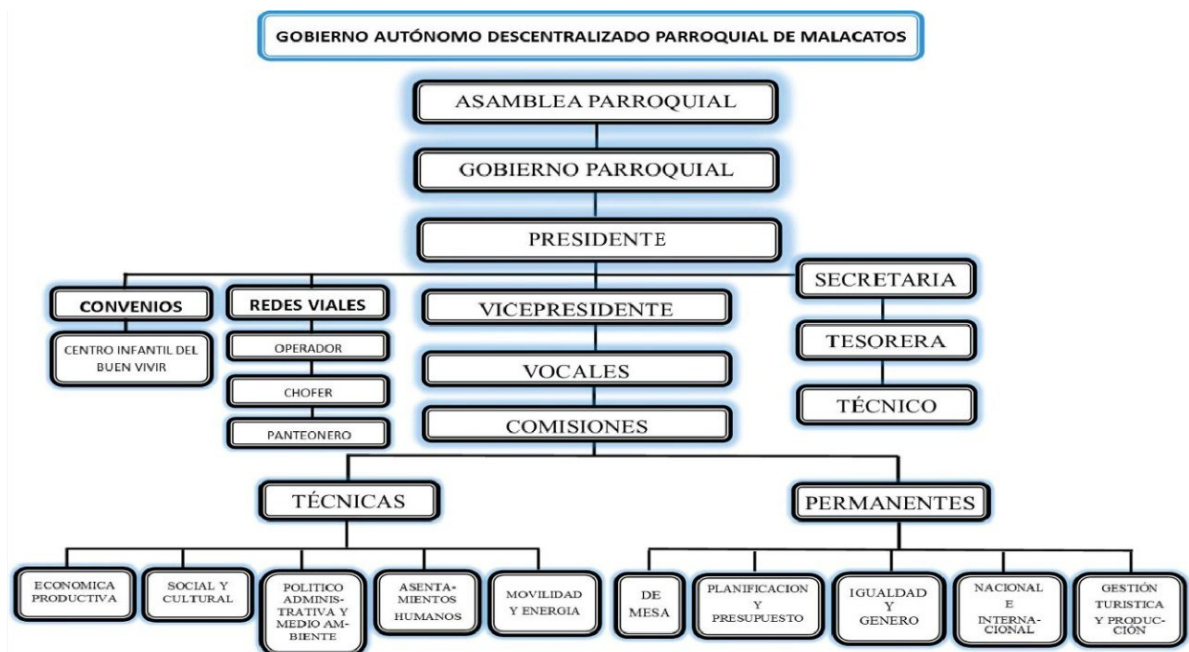 GOBIERNO AUTÓNOMO DESCENTRALIZADO PARROQUIAL DE MALACATOS
ASAMBLEA PARROQUIAL
GOBIERNO PARROQUIAL
PRESIDENTE
CONVENIOS
CENTRO INFANTIL DEL
BUEN VIVIR
REDES VIALES
OPERADOR
CHOFER
PANTEONERO
VICEPRESIDENTE
VOCALES
COMISIONES
SECRETARIA
TESORERA
TÉCNICO
TÉCNICAS
ECONOMICA
PRODUCTIVA
SOCIAL Y
CULTURAL
POLITICO
ADMINIS-
TRATIVA Y
MEDIO AM-
BIENTE
ASENTA-
MIENTOS
HUMANOS
MOVILIDAD
Y ENERGIA
PERMANENTES
DE
MESA
PLANIFICACION
Y
PRESUPUESTO
IGUALDAD
Y
GENERO
NACIONAL
E
INTERNA-
CIONAL
GESTIÓN
TURISTICA
Y PRODUC-
CIÓN